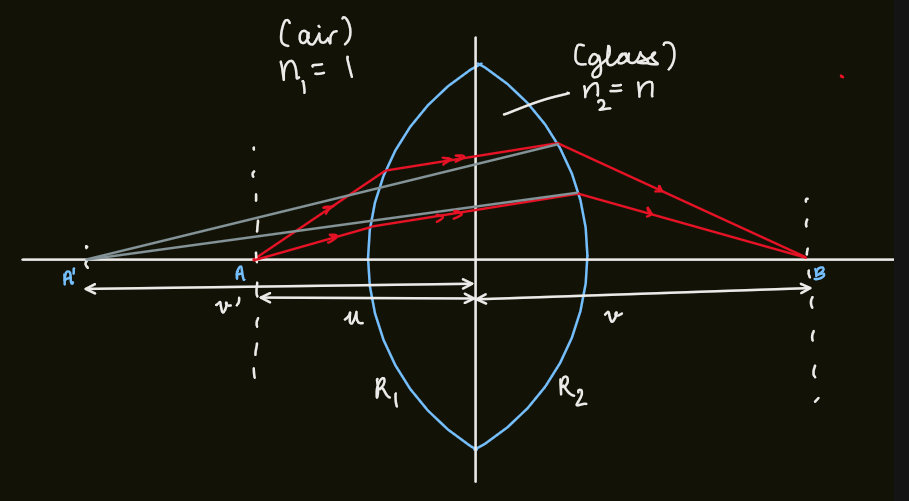 (air)
n₁ = 1
(glass)
n₂ = n
A'
A
B
v'
u
v
R₁
R₂